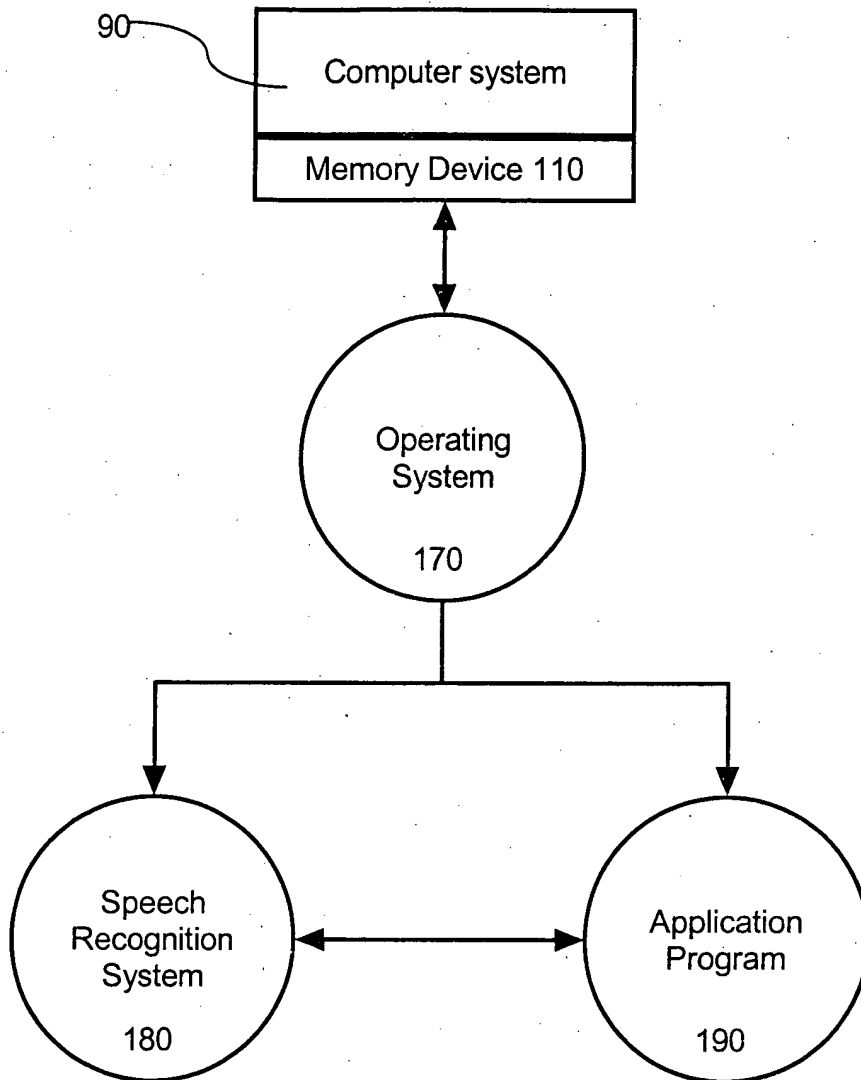 90
Computer system
Memory Device 110
Operating
System
170
Speech
Recognition
System
180
Application
Program
190